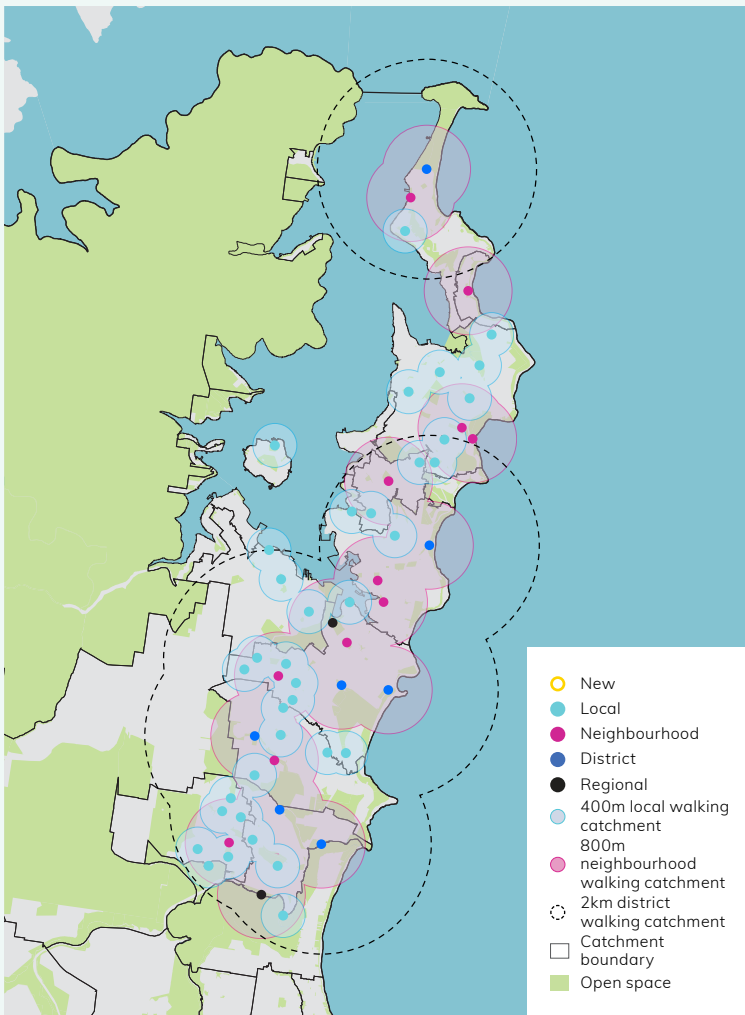 New
Local
Neighbourhood
District
Regional
400m local walking
catchment
800m
neighbourhood
walking catchment
2km district
walking catchment
Catchment
boundary
Open space